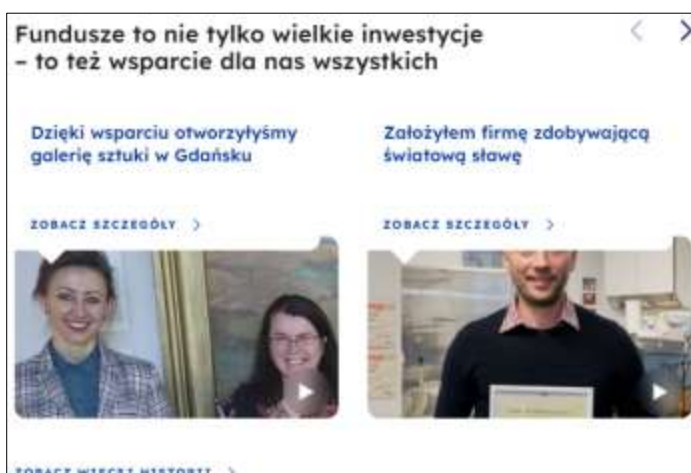 Fundusze to nie tylko wielkie inwestycje
– to też wsparcie dla nas wszystkich
Dzięki wsparciu otworzyłyśmy
galerię sztuki w Gdańsku
ZOBACZ SZCZEGÓŁY
Założyłem firmę zdobywającą
światową sławę
ZOBACZ SZCZEGÓŁY
ZOBACZ WIĘCEJ HISTORII